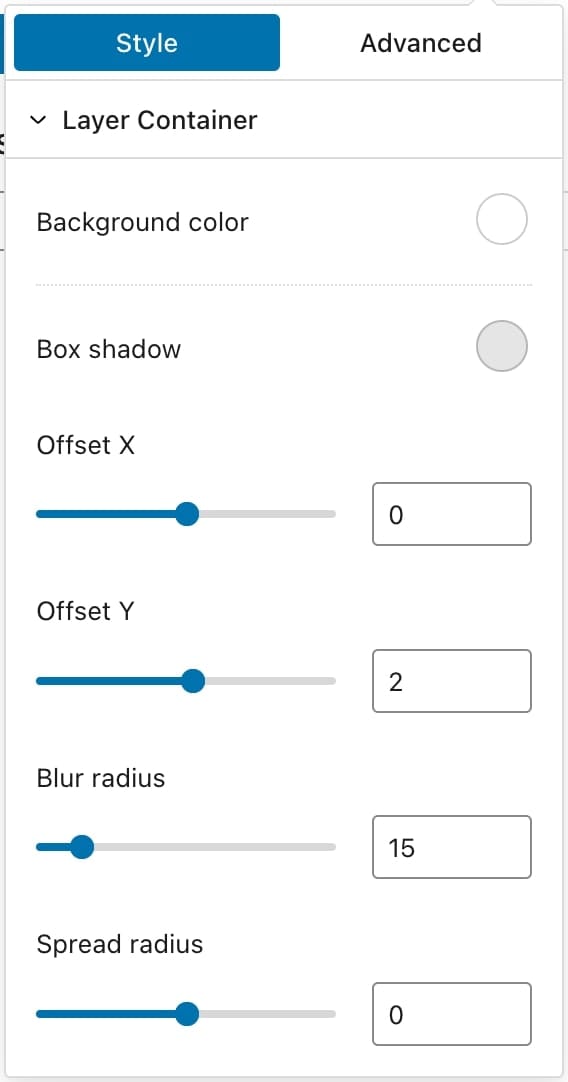 Style Advanced
Layer Container
Background color
Box shadow
Offset X
0
Offset Y
2
Blur radius
15
Spread radius
0